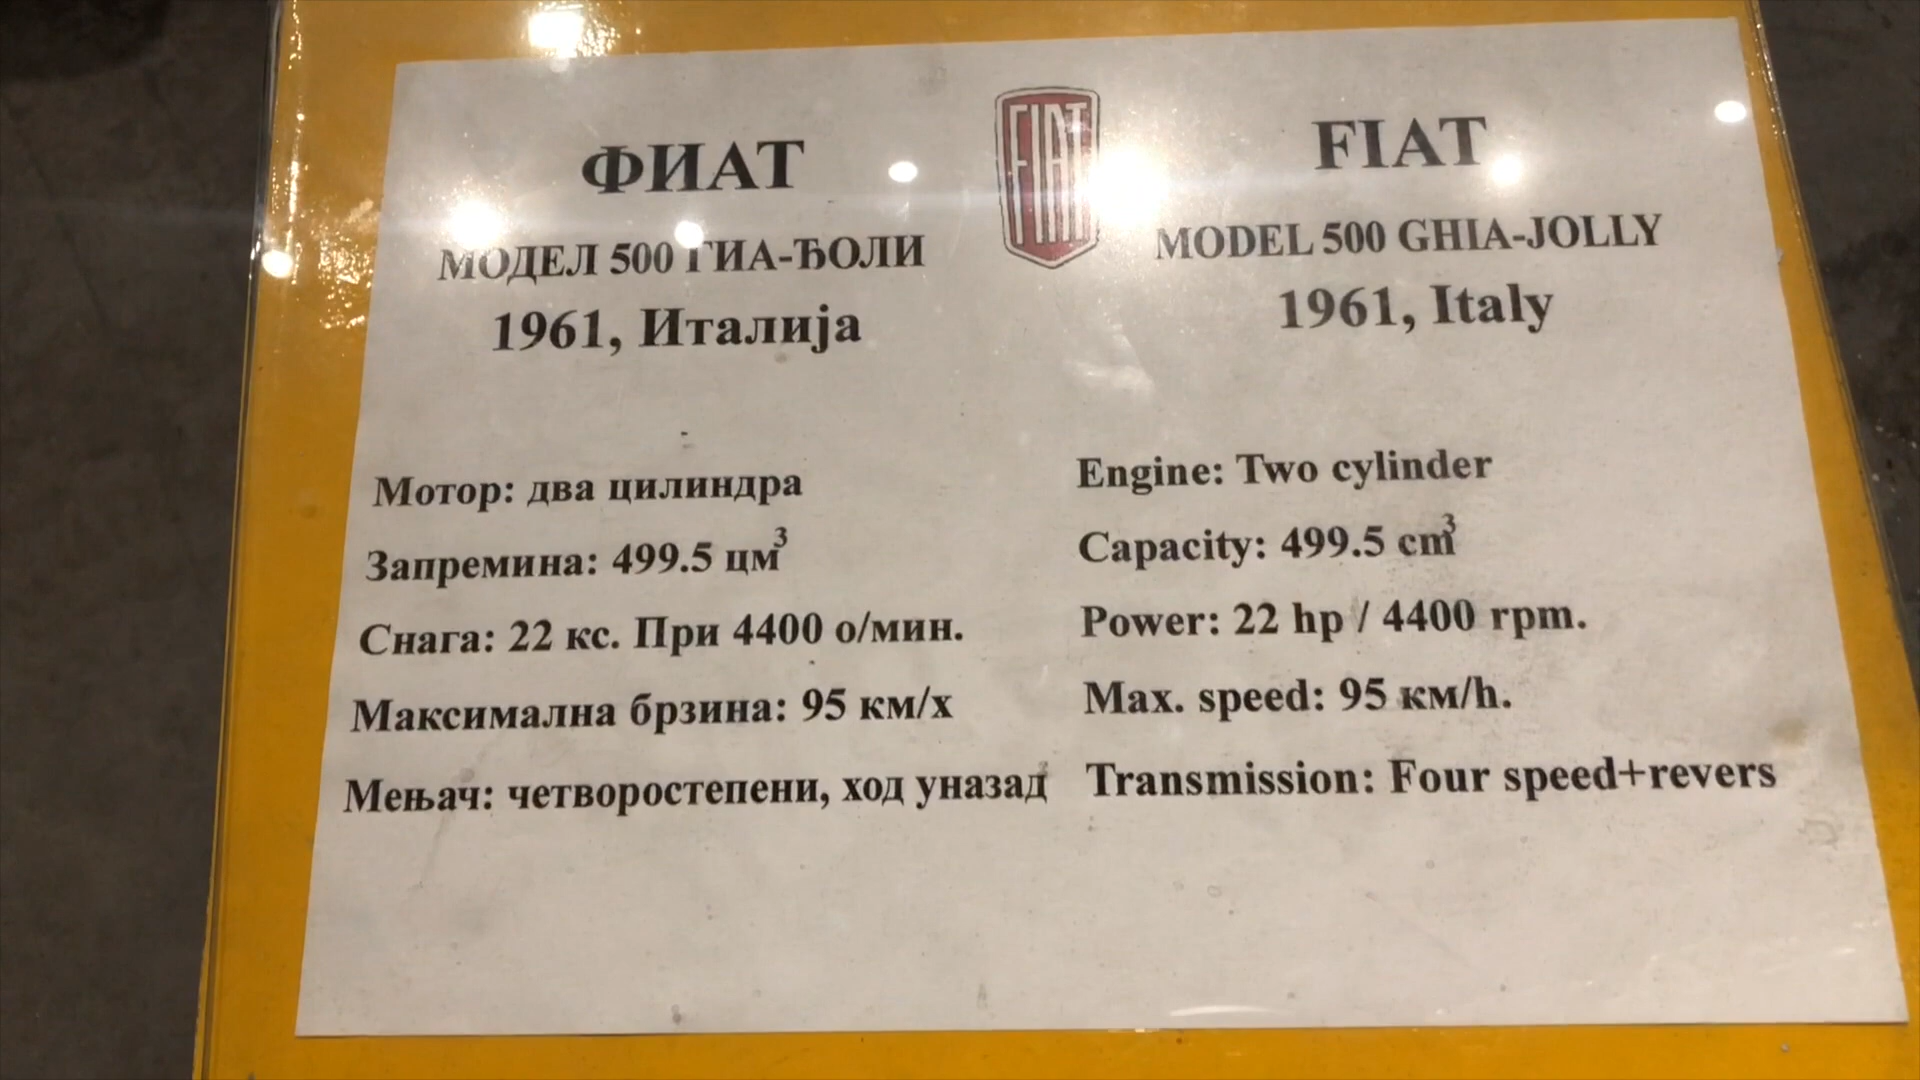 ФИАТ
МОДЕЛ 500 ГИА-ЂОЛИ
1961, Италија
Мотор: два цилиндра
Запремина: 499.5 цм³
Снага: 22 кс. При 4400 о/мин.
Максимална брзина: 95 км/х
Мењач: четворостепени, ход уназад
FIAT
FIAT
MODEL 500 GHIA-JOLLY
1961, Italy
Engine: Two cylinder
Capacity: 499.5 cm³
Power: 22 hp / 4400 rpm.
Max. speed: 95 км/h.
Transmission: Four speed+revers